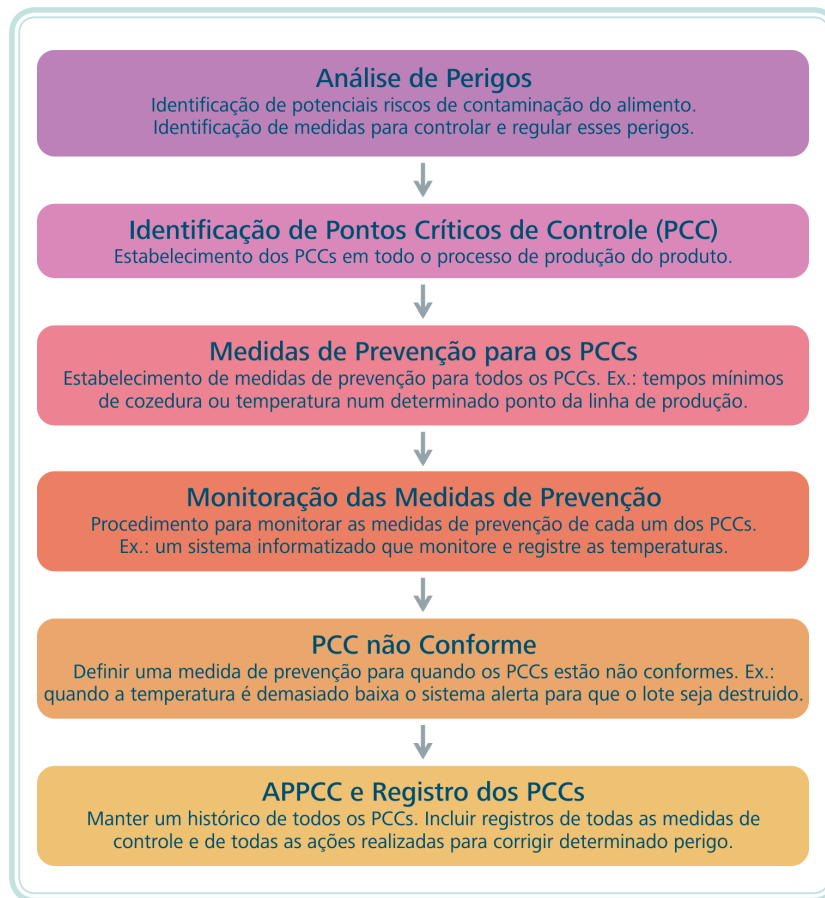 Análise de Perigos
Identificação de potenciais riscos de contaminação do alimento.
Identificação de medidas para controlar e regular esses perigos.
Identificação de Pontos Críticos de Controle (PCC)
Estabelecimento dos PCCs em todo o processo de produção do produto.
Medidas de Prevenção para os PCCs
Estabelecimento de medidas de prevenção para todos os PCCs. Ex.: tempos mínimos
de cozedura ou temperatura num determinado ponto da linha de produção.
Monitoração das Medidas de Prevenção
Procedimento para monitorar as medidas de prevenção de cada um dos PCCs.
Ex.: um sistema informatizado que monitore e registre as temperaturas.
PCC não Conforme
Definir uma medida de prevenção para quando os PCCs estão não conformes. Ex.:
quando a temperatura é demasiado baixa o sistema alerta para que o lote seja destruido.
APPCC e Registro dos PCCs
Manter um histórico de todos os PCCs. Incluir registros de todas as medidas de
controle e de todas as ações realizadas para corrigir determinado perigo.